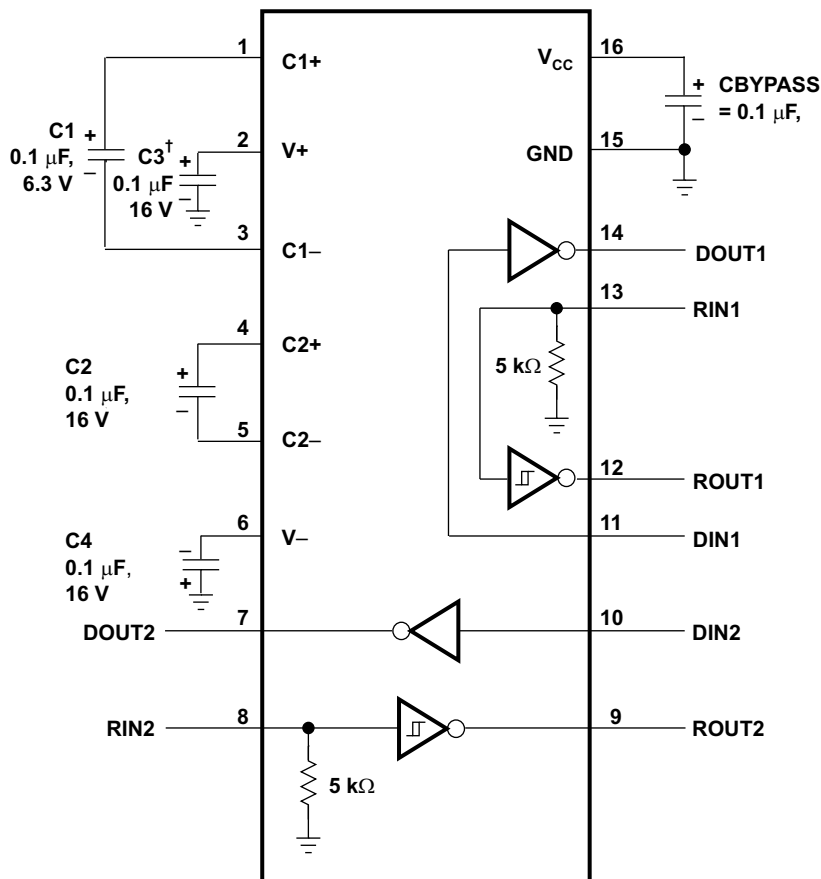 1
C1+
C1
0.1 μF,
6.3 V
+
−
2
V+
C3†
0.1 μF
16 V
+
−
3
C1−
4
C2+
C2
0.1 μF,
16 V
+
−
5
C2−
6
V−
C4
0.1 μF,
16 V
−
+
DOUT2
7
RIN2
8
5 kΩ
VCC
16
+
−
CBYPASS
= 0.1 μF,
GND
15
14
DOUT1
13
RIN1
5 kΩ
12
ROUT1
11
DIN1
10
DIN2
9
ROUT2